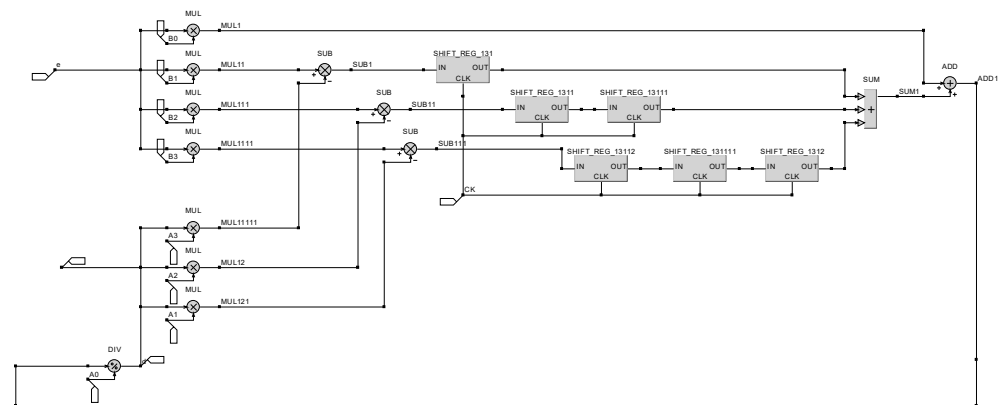 MUL
MUL1
B0
e
MUL
SUB
SHIFT_REG_131
ADD
MUL11
SUB1
IN OUT
CLK
SUM
ADD1
B1
SUM1
MUL
SUB
SHIFT_REG_1311
SHIFT_REG_13111
MUL111
SUB11
IN OUT
CLK
IN OUT
CLK
B2
MUL
SUB
MUL1111
SUB111
SHIFT_REG_13112
SHIFT_REG_131111
SHIFT_REG_1312
B3
IN OUT
CLK
IN OUT
CLK
IN OUT
CLK
CK
MUL
MUL11111
A3
MUL
MUL12
A2
MUL
MUL121
A1
DIV
A0